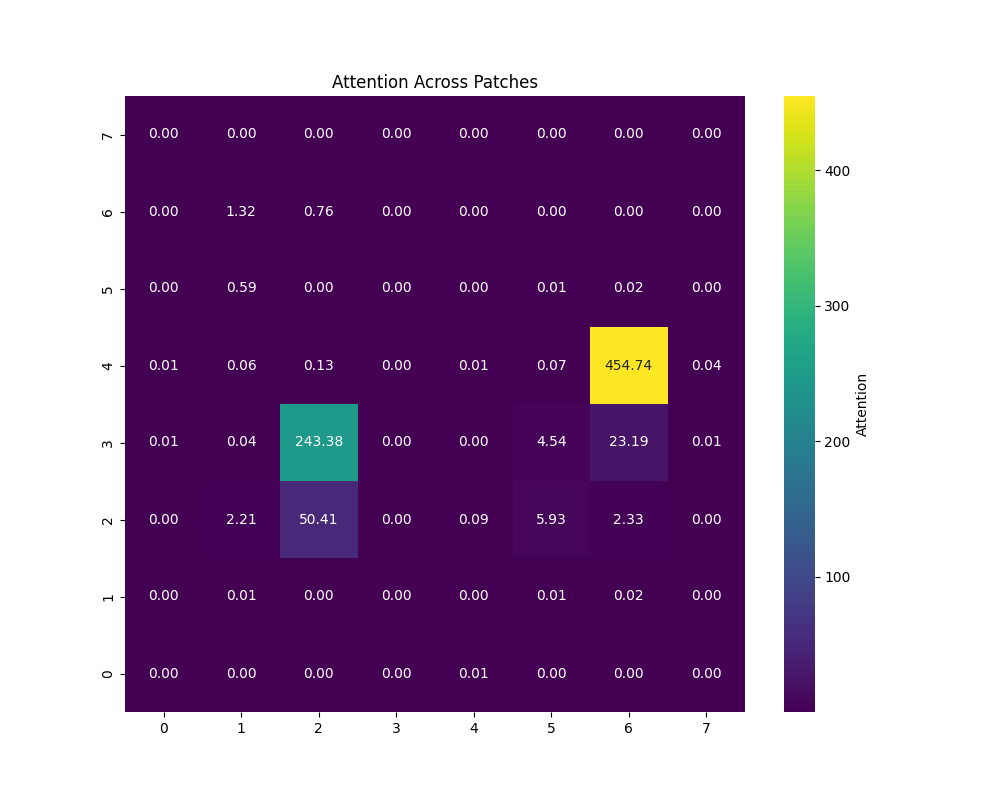 Attention Across Patches
7 0.00 0.00 0.00 0.00 0.00 0.00 0.00 0.00
6 0.00 1.32 0.76 0.00 0.00 0.00 0.00 0.00
5 0.00 0.59 0.00 0.00 0.00 0.01 0.02 0.00
4 0.01 0.06 0.13 0.00 0.01 0.07 454.74 0.04
3 0.01 0.04 243.38 0.00 0.00 4.54 23.19 0.01
2 0.00 2.21 50.41 0.00 0.09 5.93 2.33 0.00
1 0.00 0.01 0.00 0.00 0.00 0.01 0.02 0.00
0 0.00 0.00 0.00 0.00 0.01 0.00 0.00 0.00
0 1 2 3 4 5 6 7
400
300
200
100
Attention